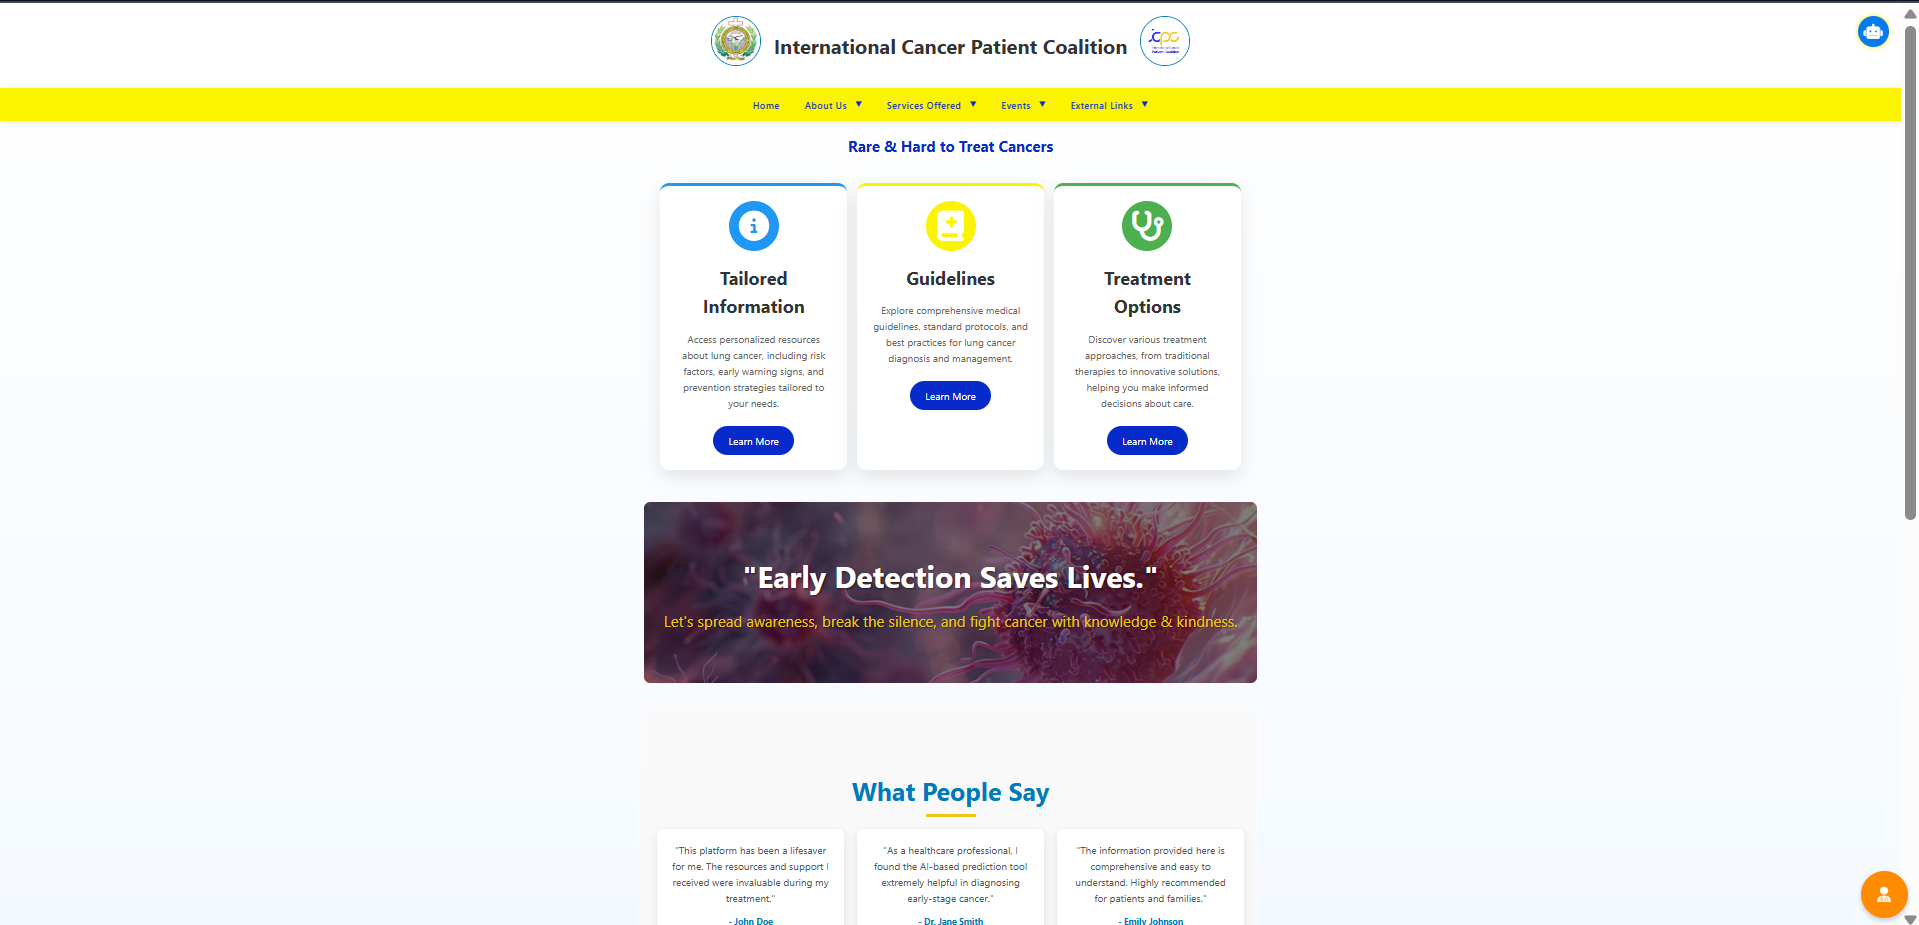 International Cancer Patient Coalition
cpc
Home
About Us ▼
Services Offered ▼
Events ▼
External Links ▼
Rare & Hard to Treat Cancers
Tailored
Information
Access personalized resources
about lung cancer, including risk
factors, early warning signs, and
prevention strategies tailored to
your needs.
Learn More
Guidelines
Explore comprehensive medical
guidelines, standard protocols, and
best practices for lung cancer
diagnosis and management.
Learn More
Treatment
Options
Discover various treatment
approaches, from traditional
therapies to innovative solutions,
helping you make informed
decisions about care.
Learn More
"Early Detection Saves Lives."
Let's spread awareness, break the silence, and fight cancer with knowledge & kindness.
What People Say
"This platform has been a lifesaver
for me. The resources and support I
received were invaluable during my
treatment."
- John Doe
"As a healthcare professional, I
found the AI-based prediction tool
extremely helpful in diagnosing
early-stage cancer."
- Dr. Jane Smith
"The information provided here is
comprehensive and easy to
understand. Highly recommended
for patients and families."
- Emily Johnson